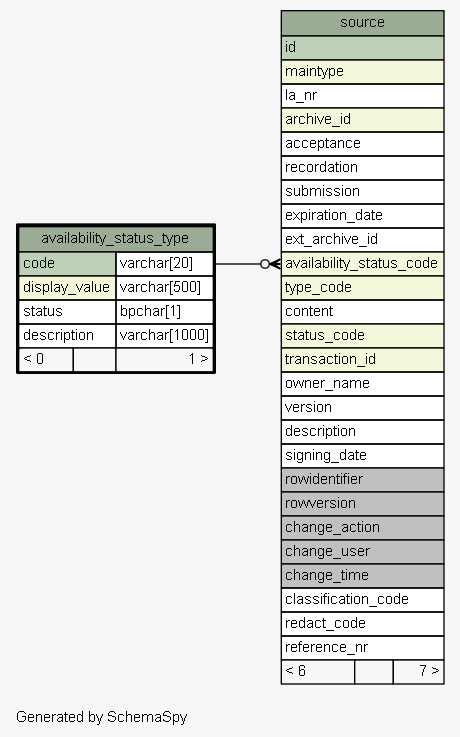 availability_status_type
code varchar[20]
display_value varchar[500]
status bpchar[1]
description varchar[1000]
< 0 1 >
source
id
maintype
la_nr
archive_id
acceptance
recordation
submission
expiration_date
ext_archive_id
availability_status_code
type_code
content
status_code
transaction_id
owner_name
version
description
signing_date
rowidentifier
rowversion
change_action
change_user
change_time
classification_code
redact_code
reference_nr
< 6 7 >
Generated by SchemaSpy